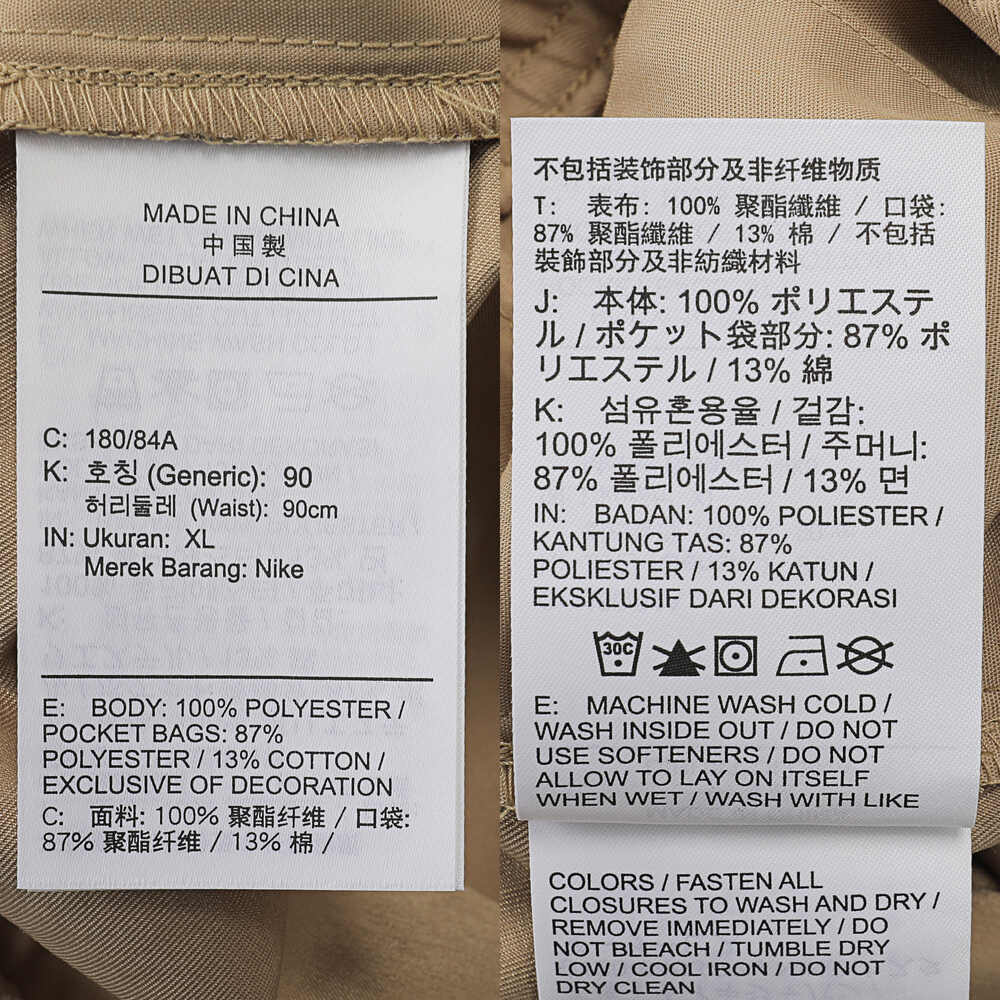 MADE IN CHINA
中国製
DIBUAT DI CINA
C: 180/84A
K: 호칭 (Generic): 90
허리둘레 (Waist): 90cm
IN: Ukuran: XL
Merek Barang: Nike
E: BODY: 100% POLYESTER /
POCKET BAGS: 87%
POLYESTER / 13% COTTON /
EXCLUSIVE OF DECORATION
C: 面料: 100% 聚酯纤维 / 口袋:
87% 聚酯纤维 / 13% 棉 /
不包括装饰部分及非纤维物质
T: 表布: 100% 聚酯纖維 / 口袋:
87% 聚酯纖維 / 13% 棉 / 不包括
裝飾部分及非紡織材料
J: 本体: 100% ポリエステ
ル / ポケット袋部分: 87% ポ
リエステル / 13% 綿
K: 섬유혼용율 / 겉감:
100% 폴리에스터 / 주머니:
87% 폴리에스터 / 13% 면
IN: BADAN: 100% POLIESTER /
KANTUNG TAS: 87%
POLIESTER / 13% KATUN /
EKSKLUSIF DARI DEKORASI
30C
E: MACHINE WASH COLD /
WASH INSIDE OUT / DO NOT
USE SOFTENERS / DO NOT
ALLOW TO LAY ON ITSELF
WHEN WET / WASH WITH LIKE
COLORS / FASTEN ALL
CLOSURES TO WASH AND DRY /
REMOVE IMMEDIATELY / DO
NOT BLEACH / TUMBLE DRY
LOW / COOL IRON / DO NOT
DRY CLEAN